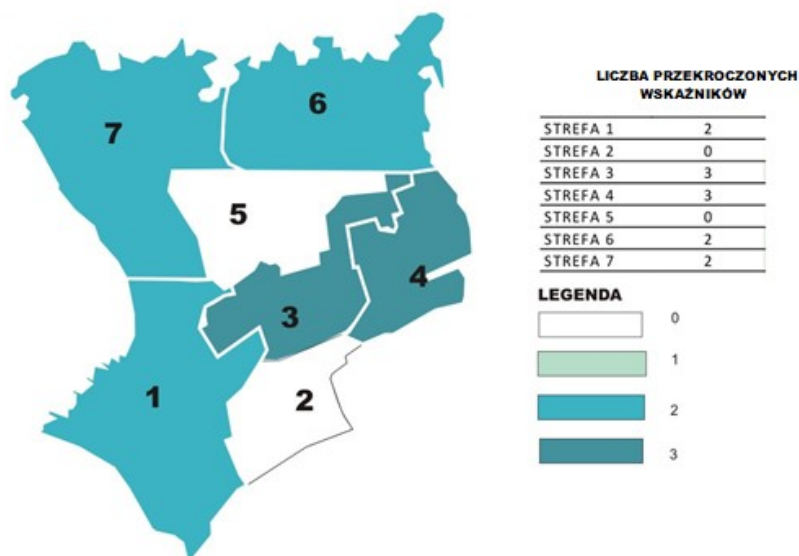 LICZBA PRZEKROCZONYCH
WSKAŹNIKÓW
STREFA 1 2
STREFA 2 0
STREFA 3 3
STREFA 4 3
STREFA 5 0
STREFA 6 2
STREFA 7 2
LEGENDA
0
1
2
3
7
6
5
4
3
1
2